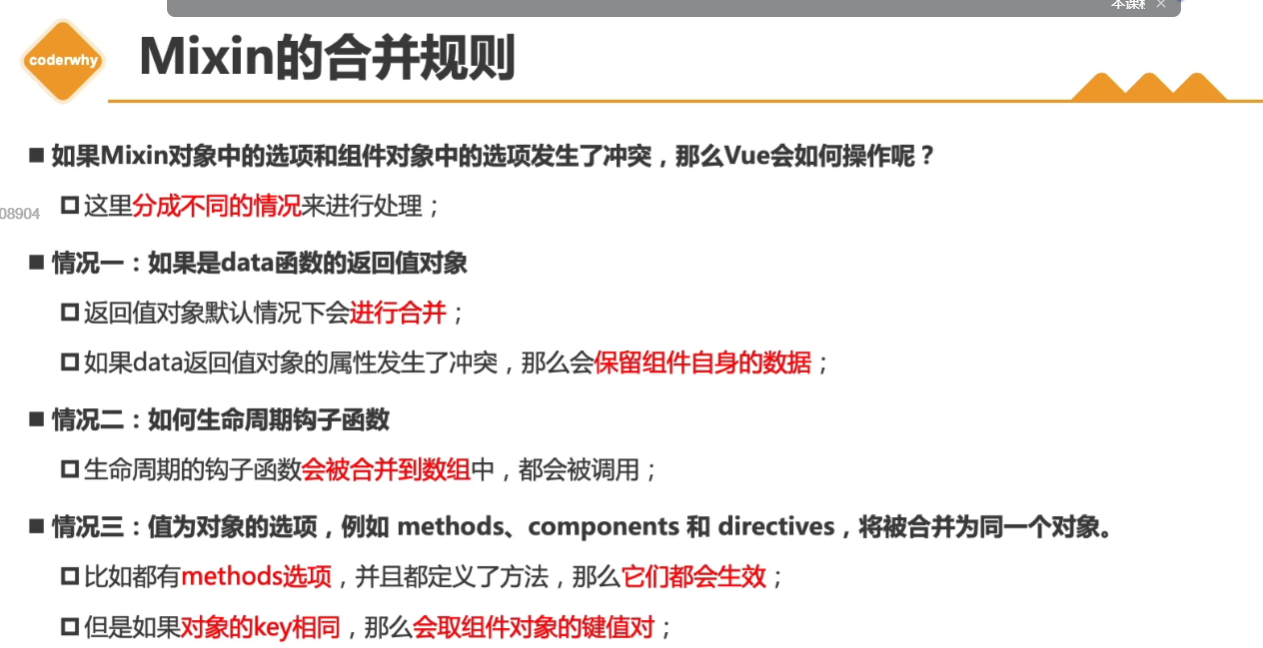 本课程
coderwhy
Mixin的合并规则
如果Mixin对象中的选项和组件对象中的选项发生了冲突，那么Vue会如何操作呢？
这里分成不同的情况来进行处理；
08904
情况一：如果是data函数的返回值对象
返回值对象默认情况下会进行合并；
如果data返回值对象的属性发生了冲突，那么会保留组件自身的数据；
情况二：如何生命周期钩子函数
生命周期的钩子函数会被合并到数组中，都会被调用；
情况三：值为对象的选项，例如 methods、components 和 directives，将被合并为同一个对象。
比如都有methods选项，并且都定义了方法，那么它们都会生效；
但是如果对象的key相同，那么会取组件对象的键值对；